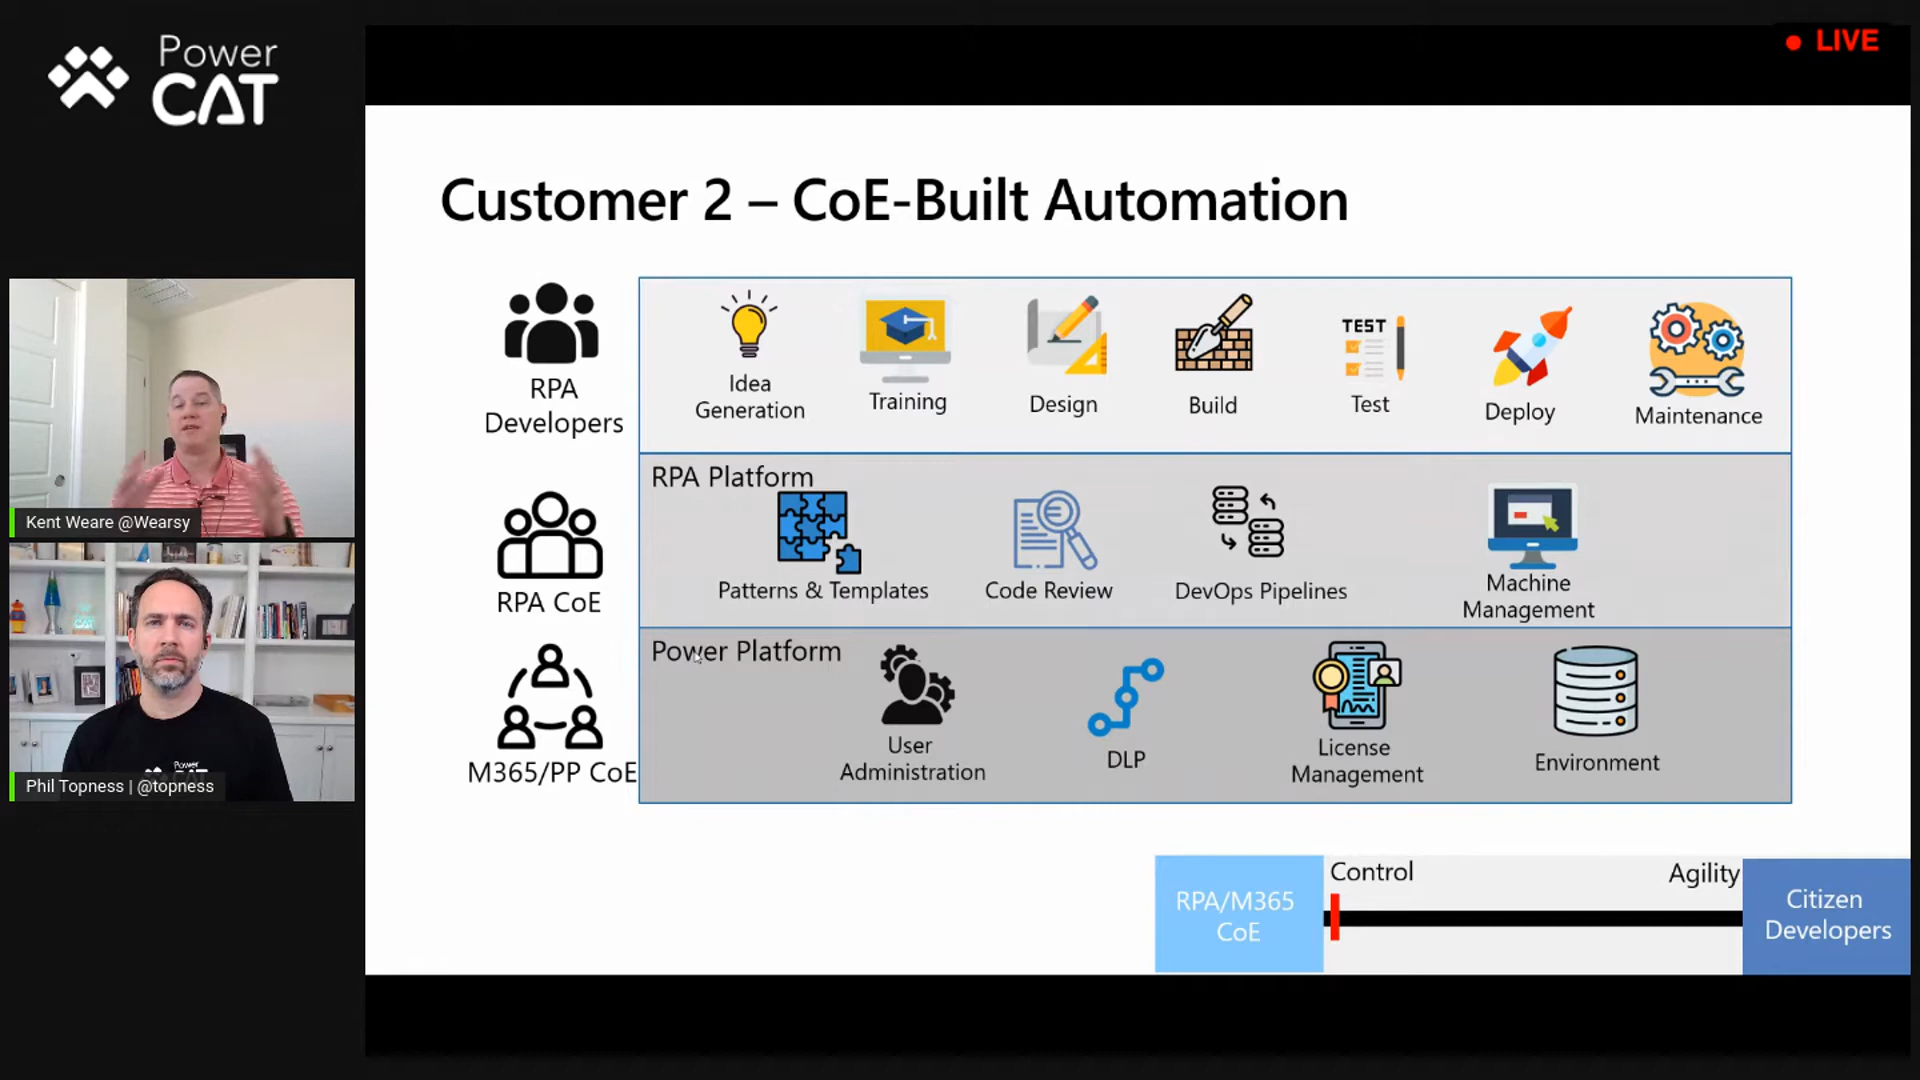 Power
CAT
LIVE
Customer 2 – CoE-Built Automation
RPA
Developers
Idea
Generation
Training
Design
Build
TEST
Test
Deploy
Maintenance
RPA CoE
RPA Platform
Patterns & Templates
Code Review
DevOps Pipelines
Machine
Management
M365/PP CoE
Power Platform
User
Administration
DLP
License
Management
Environment
RPA/M365
CoE
Control
Agility
Citizen
Developers
Kent Weare @Wearsy
Power
Phil Topness | @topness